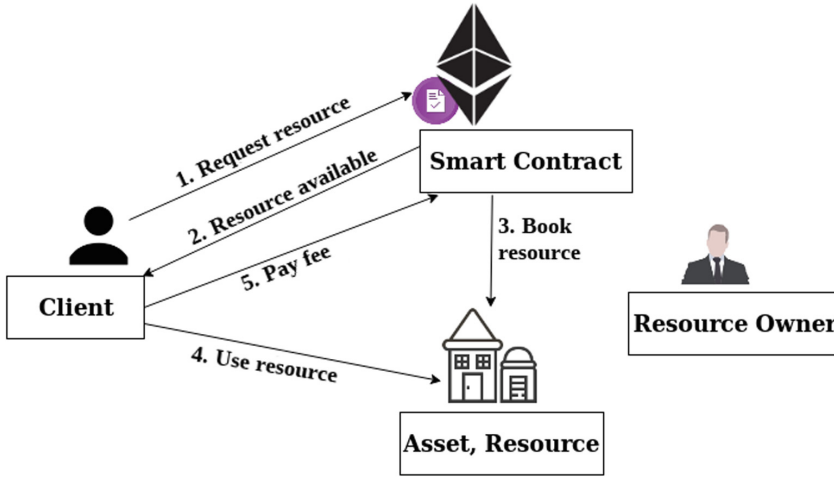 1. Request resource
Smart Contract
2. Resource available
3. Book
resource
5. Pay fee
Client
Resource Owner
4. Use resource
Asset, Resource